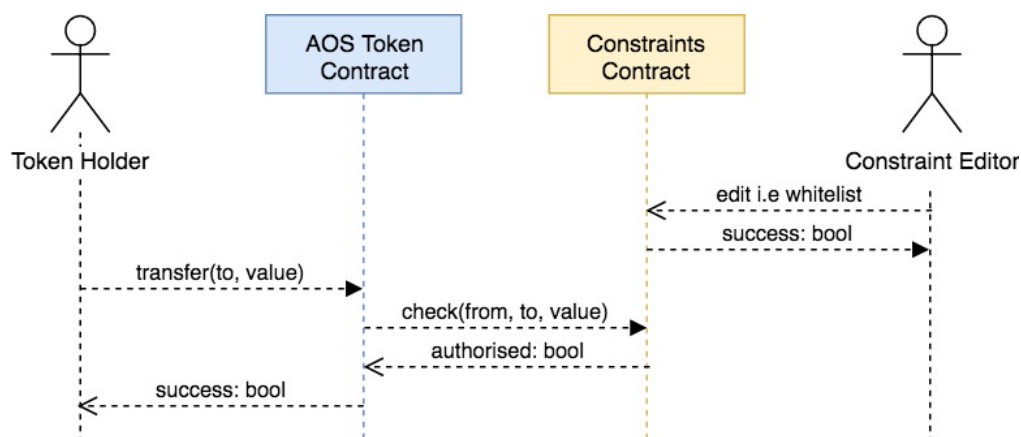 AOS Token
Contract
Constraints
Contract
Token Holder
Constraint Editor
edit i.e whitelist
success: bool
transfer(to, value)
check(from, to, value)
authorised: bool
success: bool